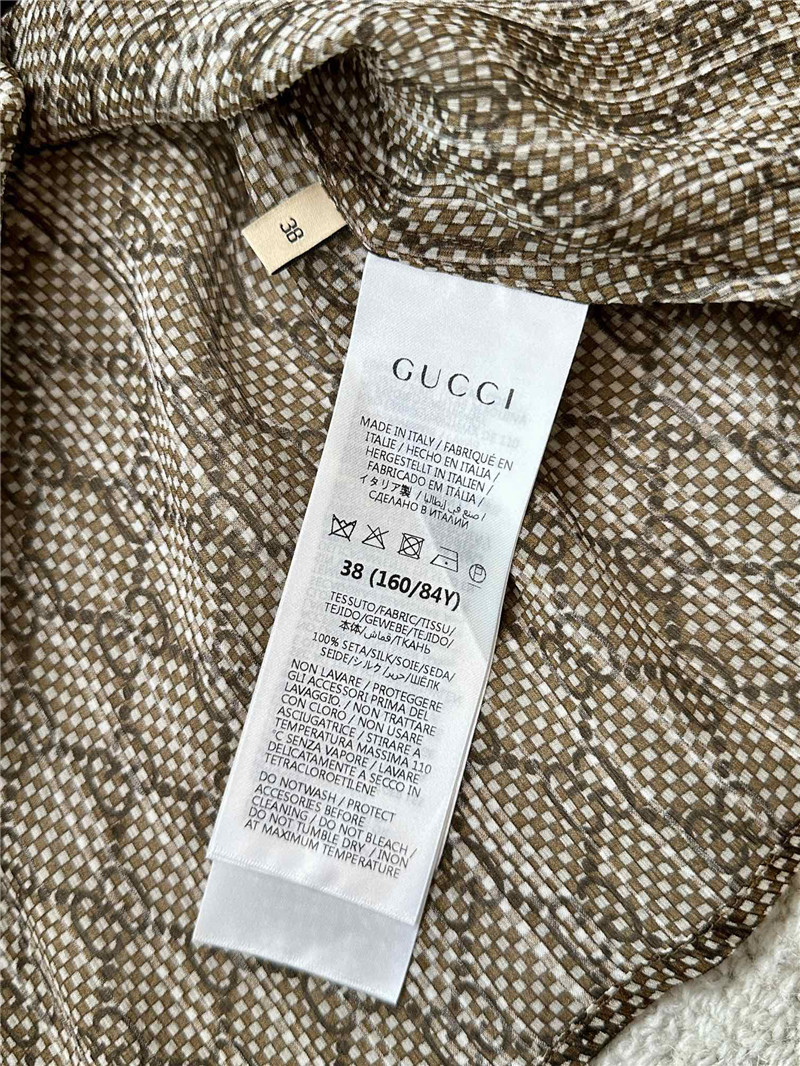 38
GUCCI
MADE IN ITALY / FABRIQUÉ EN
ITALIE / HECHO EN ITALIA /
HERGESTELLT IN ITALIEN /
FABRICADO EM ITÁLIA /
イタリア製 / صنع في إيطاليا /
СДЕЛАНО В ИТАЛИИ
P
38 (160/84Y)
TESSUTO/FABRIC/TISSU/
TEJIDO/GEWEBE/TEJIDO/
本体/قماش/ТКАНЬ
100% SETA/SILK/SOIE/SEDA/
SEIDE/シルク/حرير/ШЁЛК
NON LAVARE / PROTEGGERE
GLI ACCESSORI PRIMA DEL
LAVAGGIO. / NON TRATTARE
CON CLORO / NON USARE
ASCIUGATRICE / STIRARE A
TEMPERATURA MASSIMA 110
°C SENZA VAPORE / LAVARE
DELICATAMENTE A SECCO IN
TETRACLOROETILENE
DO NOTWASH / PROTECT
ACCESORIES BEFORE
CLEANING / DO NOT BLEACH /
DO NOT TUMBLE DRY / INON
AT MAXIMUM TEMPERATURE